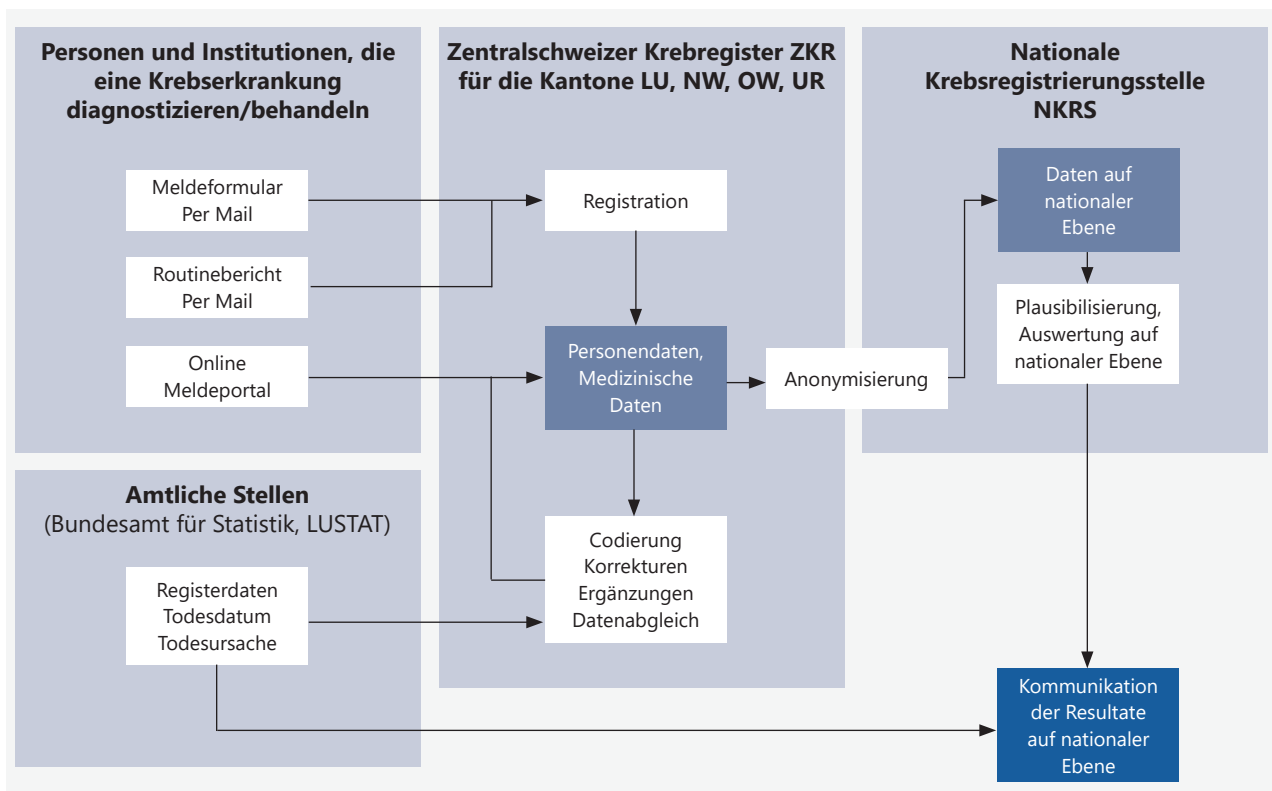 Personen und Institutionen, die
eine Krebserkrankung
diagnostizieren/behandeln
Meldeformular
Per Mail
Routinebericht
Per Mail
Online
Meldeportal
Amtliche Stellen
(Bundesamt für Statistik, LUSTAT)
Registerdaten
Todesdatum
Todesursache
Zentralschweizer Krebregister ZKR
für die Kantone LU, NW, OW, UR
Registration
Personendaten,
Medizinische
Daten
Codierung
Korrekturen
Ergänzungen
Datenabgleich
Anonymisierung
Nationale
Krebsregistrierungsstelle
NKRS
Daten auf
nationaler
Ebene
Plausibilisierung,
Auswertung auf
nationaler Ebene
Kommunikation
der Resultate
auf nationaler
Ebene